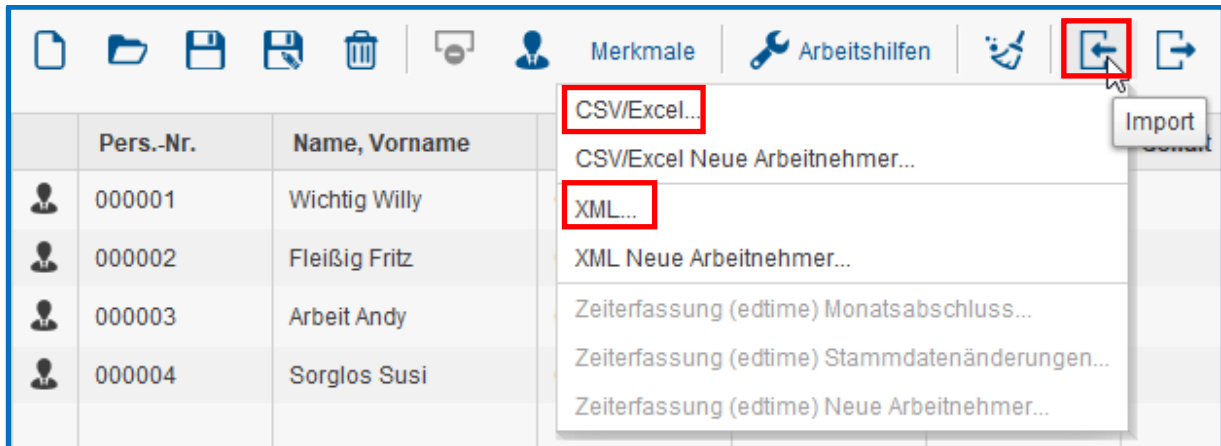 Merkmale Arbeitshilfen
Import
Pers.-Nr. Name, Vorname
000001 Wichtig Willy
000002 Fleißig Fritz
000003 Arbeit Andy
000004 Sorglos Susi
CSV/Excel...
CSV/Excel Neue Arbeitnehmer...
XML...
XML Neue Arbeitnehmer...
Zeiterfassung (edtime) Monatsabschluss...
Zeiterfassung (edtime) Stammdatenänderungen...
Zeiterfassung (edtime) Neue Arbeitnehmer...